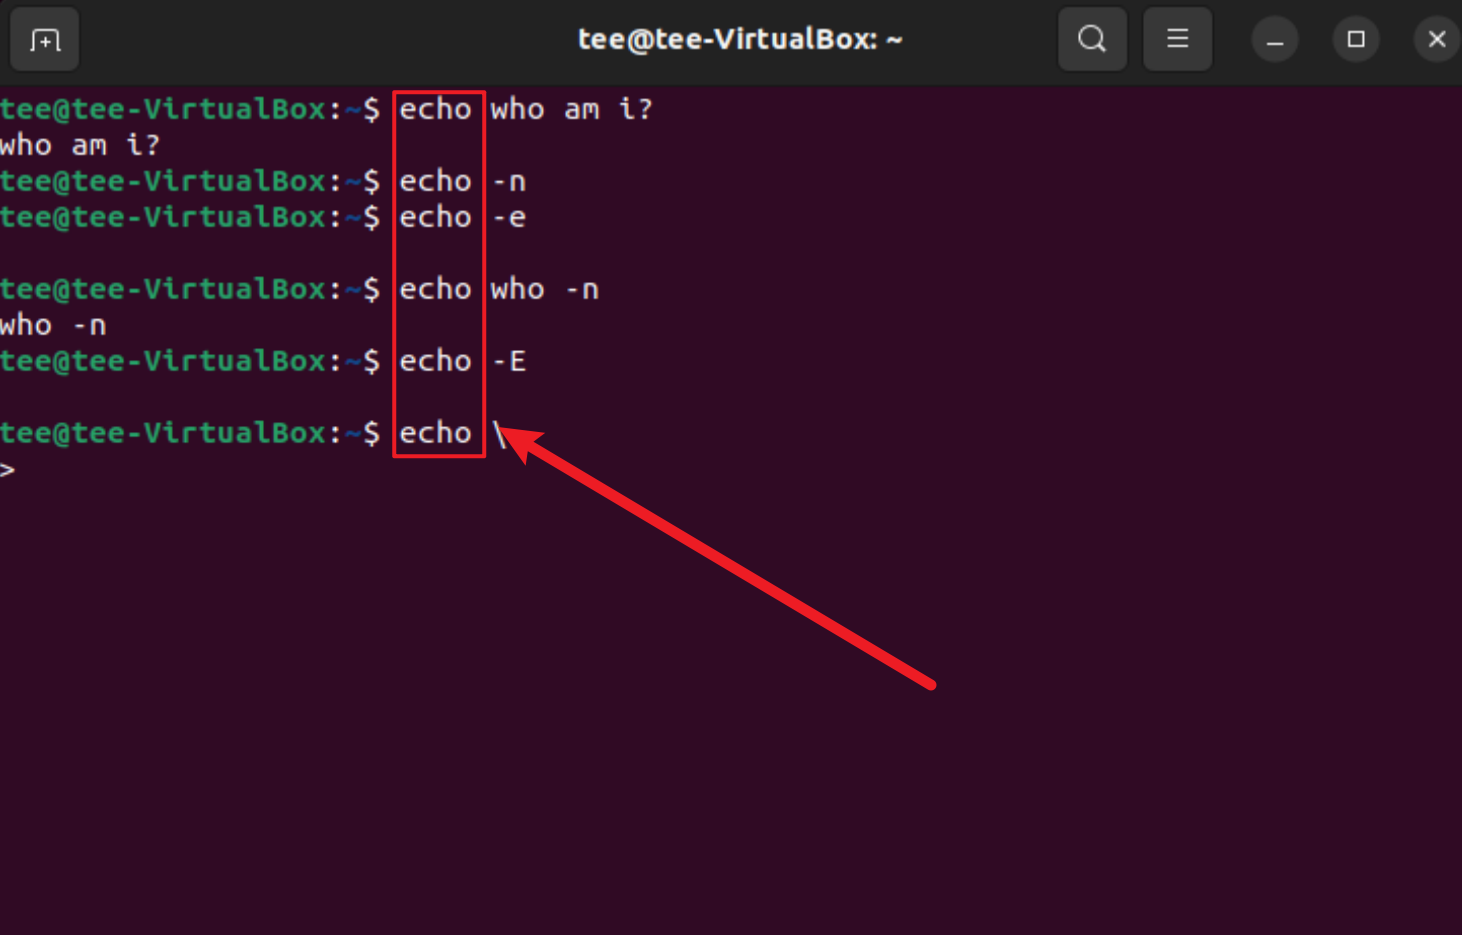 tee@tee-VirtualBox: ~
tee@tee-VirtualBox:~$ echo who am i?
who am i?
tee@tee-VirtualBox:~$ echo -n
tee@tee-VirtualBox:~$ echo -e
tee@tee-VirtualBox:~$ echo who -n
who -n
tee@tee-VirtualBox:~$ echo -E
tee@tee-VirtualBox:~$ echo \
>